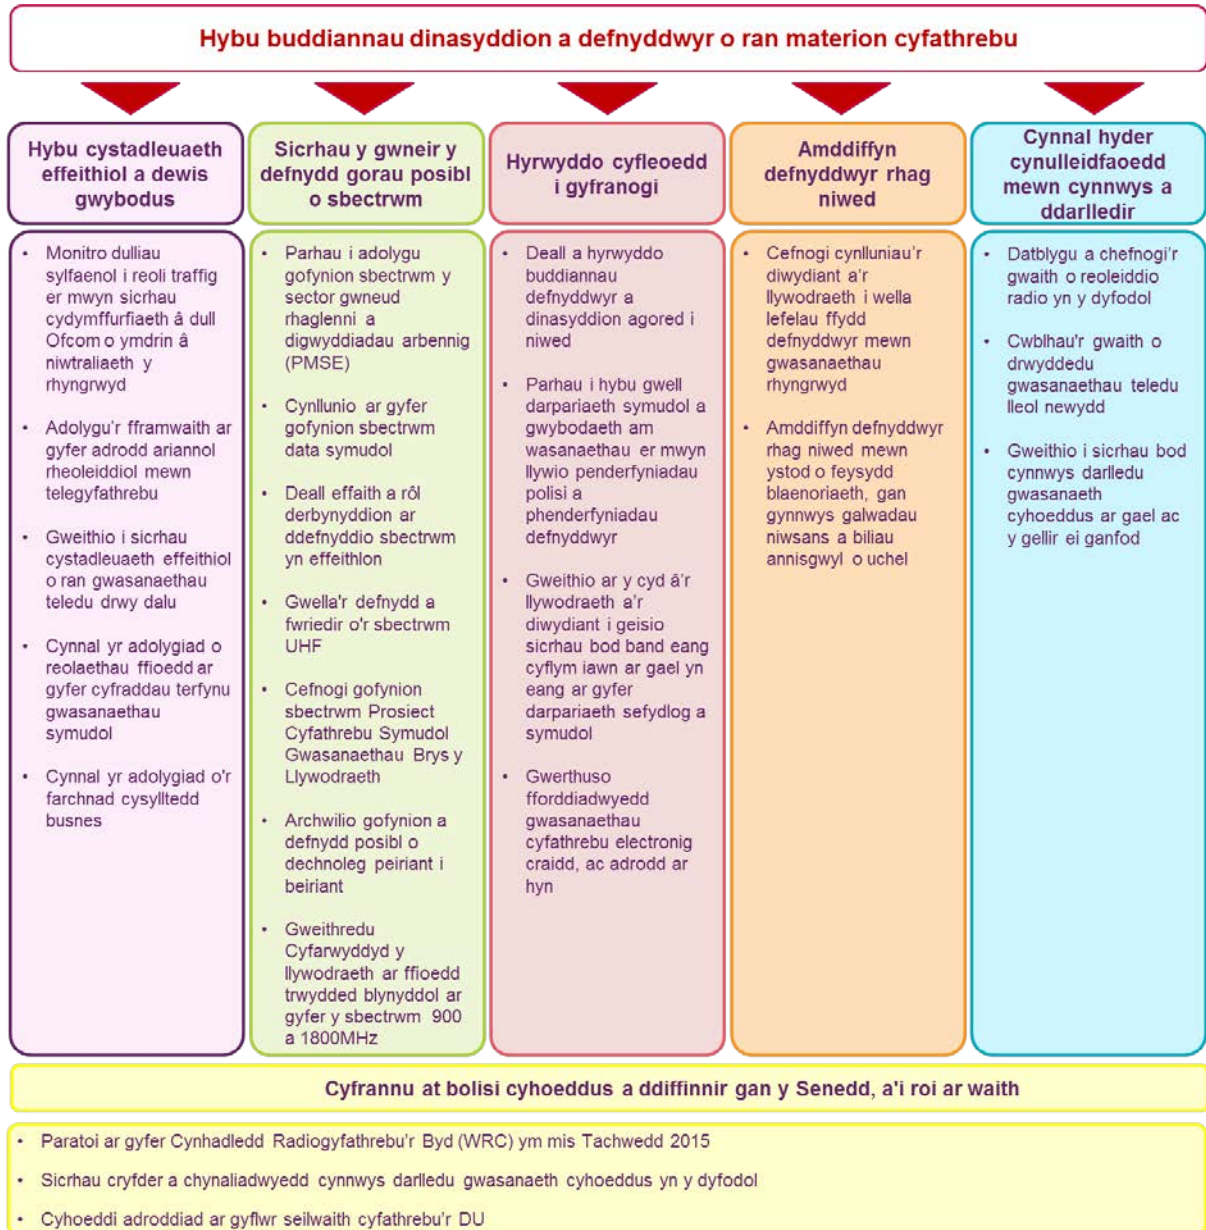 Hybu buddiannau dinasyddion a defnyddwyr o ran materion cyfathrebu
Hybu cystadleuaeth
effeithiol a dewis
gwybodus
• Monitro dulliau
sylfaenol i reoli traffig
er mwyn sicrhau
cydymffurfiaeth â dull
Ofcom o ymdrin â
niwtraliaeth y
rhyngrwyd
• Adolygu'r fframwaith ar
gyfer adrodd ariannol
rheoleiddiol mewn
telegyfathrebu
• Gweithio i sicrhau
cystadleuaeth effeithiol
o ran gwasanaethau
teledu drwy dalu
• Cynnal yr adolygiad o
reolaethau ffioedd ar
gyfer cyfraddau terfynu
gwasanaethau
symudol
• Cynnal yr adolygiad o'r
farchnad cysylltedd
busnes
Sicrhau y gwneir y
defnydd gorau posibl
o sbectrwm
• Parhau i adolygu
gofynion sbectrwm y
sector gwneud
rhaglenni a
digwyddiadau arbennig
(PMSE)
• Cynllunio ar gyfer
gofynion sbectrwm
data symudol
• Deall effaith a rôl
derbynyddion ar
ddefnyddio sbectrwm
yn effeithlon
• Gwella'r defnydd a
fwriedir o'r sbectrwm
UHF
• Cefnogi gofynion
sbectrwm Prosiect
Cyfathrebu Symudol
Gwasanaethau Brys y
Llywodraeth
• Archwilio gofynion a
defnydd posibl o
dechnoleg peiriant i
beiriant
• Gweithredu
Cyfarwyddyd y
llywodraeth ar ffioedd
trwydded blynyddol ar
gyfer y sbectrwm 900
a 1800MHz
Hyrwyddo cyfleoedd
i gyfranogi
• Deall a hyrwyddo
buddiannau
defnyddwyr a
dinasyddion agored i
niwed
• Parhau i hybu gwell
darpariaeth symudol a
gwybodaeth am
wasanaethau er mwyn
llywio penderfyniadau
polisi a
phenderfyniadau
defnyddwyr
• Gweithio ar y cyd â'r
llywodraeth a'r
diwydiant i geisio
sicrhau bod band eang
cyflym iawn ar gael yn
eang ar gyfer
darpariaeth sefydlog a
symudol
• Gwerthuso
fforddiadwyedd
gwasanaethau
cyfathrebu electronig
craidd, ac adrodd ar
hyn
Amddiffyn
defnyddwyr rhag
niwed
• Cefnogi cynlluniau'r
diwydiant a'r
llywodraeth i wella
lefelau ffydd
defnyddwyr mewn
gwasanaethau
rhyngrwyd
• Amddiffyn defnyddwyr
rhag niwed mewn
ystod o feysydd
blaenoriaeth, gan
gynnwys galwadau
niwsans a biliau
annisgwyl o uchel
Cynnal hyder
cynulleidfaoedd
mewn cynnwys a
ddarlledir
• Datblygu a chefnogi'r
gwaith o reoleiddio
radio yn y dyfodol
• Cwblhau'r gwaith o
drwyddedu
gwasanaethau teledu
lleol newydd
• Gweithio i sicrhau bod
cynnwys darlledu
gwasanaeth
cyhoeddus ar gael ac
y gellir ei ganfod
Cyfrannu at bolisi cyhoeddus a ddiffinnir gan y Senedd, a'i roi ar waith
• Paratoi ar gyfer Cynhadledd Radiogyfathrebu'r Byd (WRC) ym mis Tachwedd 2015
• Sicrhau cryfder a chynaliadwyedd cynnwys darlledu gwasanaeth cyhoeddus yn y dyfodol
• Cyhoeddi adroddiad ar gyflwr seilwaith cyfathrebu'r DU